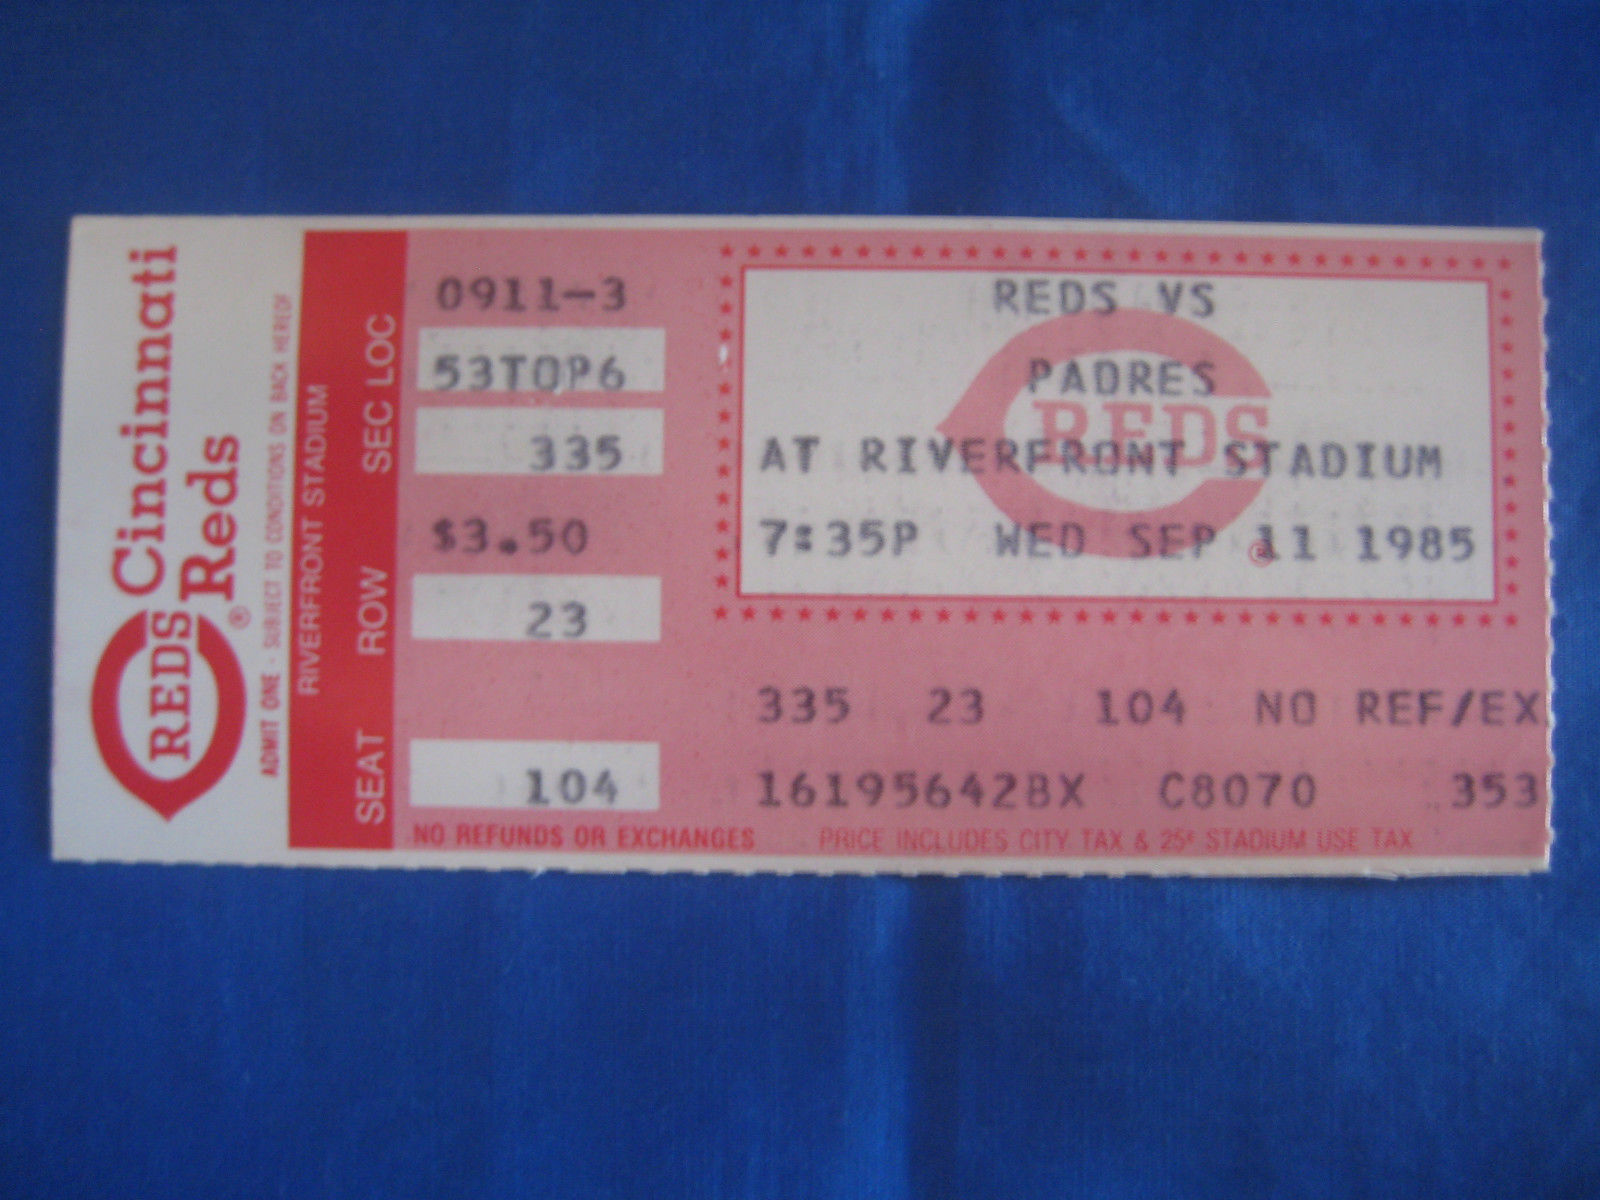 Cincinnati
Reds
REDS
®
ADMIT ONE - SUBJECT TO CONDITIONS ON BACK HEREOF
RIVERFRONT STADIUM
SEC LOC
ROW
SEAT
0911-3
53TOP6
335
$3.50
23
104
REDS VS
PADRES
REDS
AT RIVERFRONT STADIUM
7:35P WED SEP 11 1985
®
335 23 104 NO REF/EX
16195642BX C8070 353
NO REFUNDS OR EXCHANGES PRICE INCLUDES CITY TAX & 25¢ STADIUM USE TAX